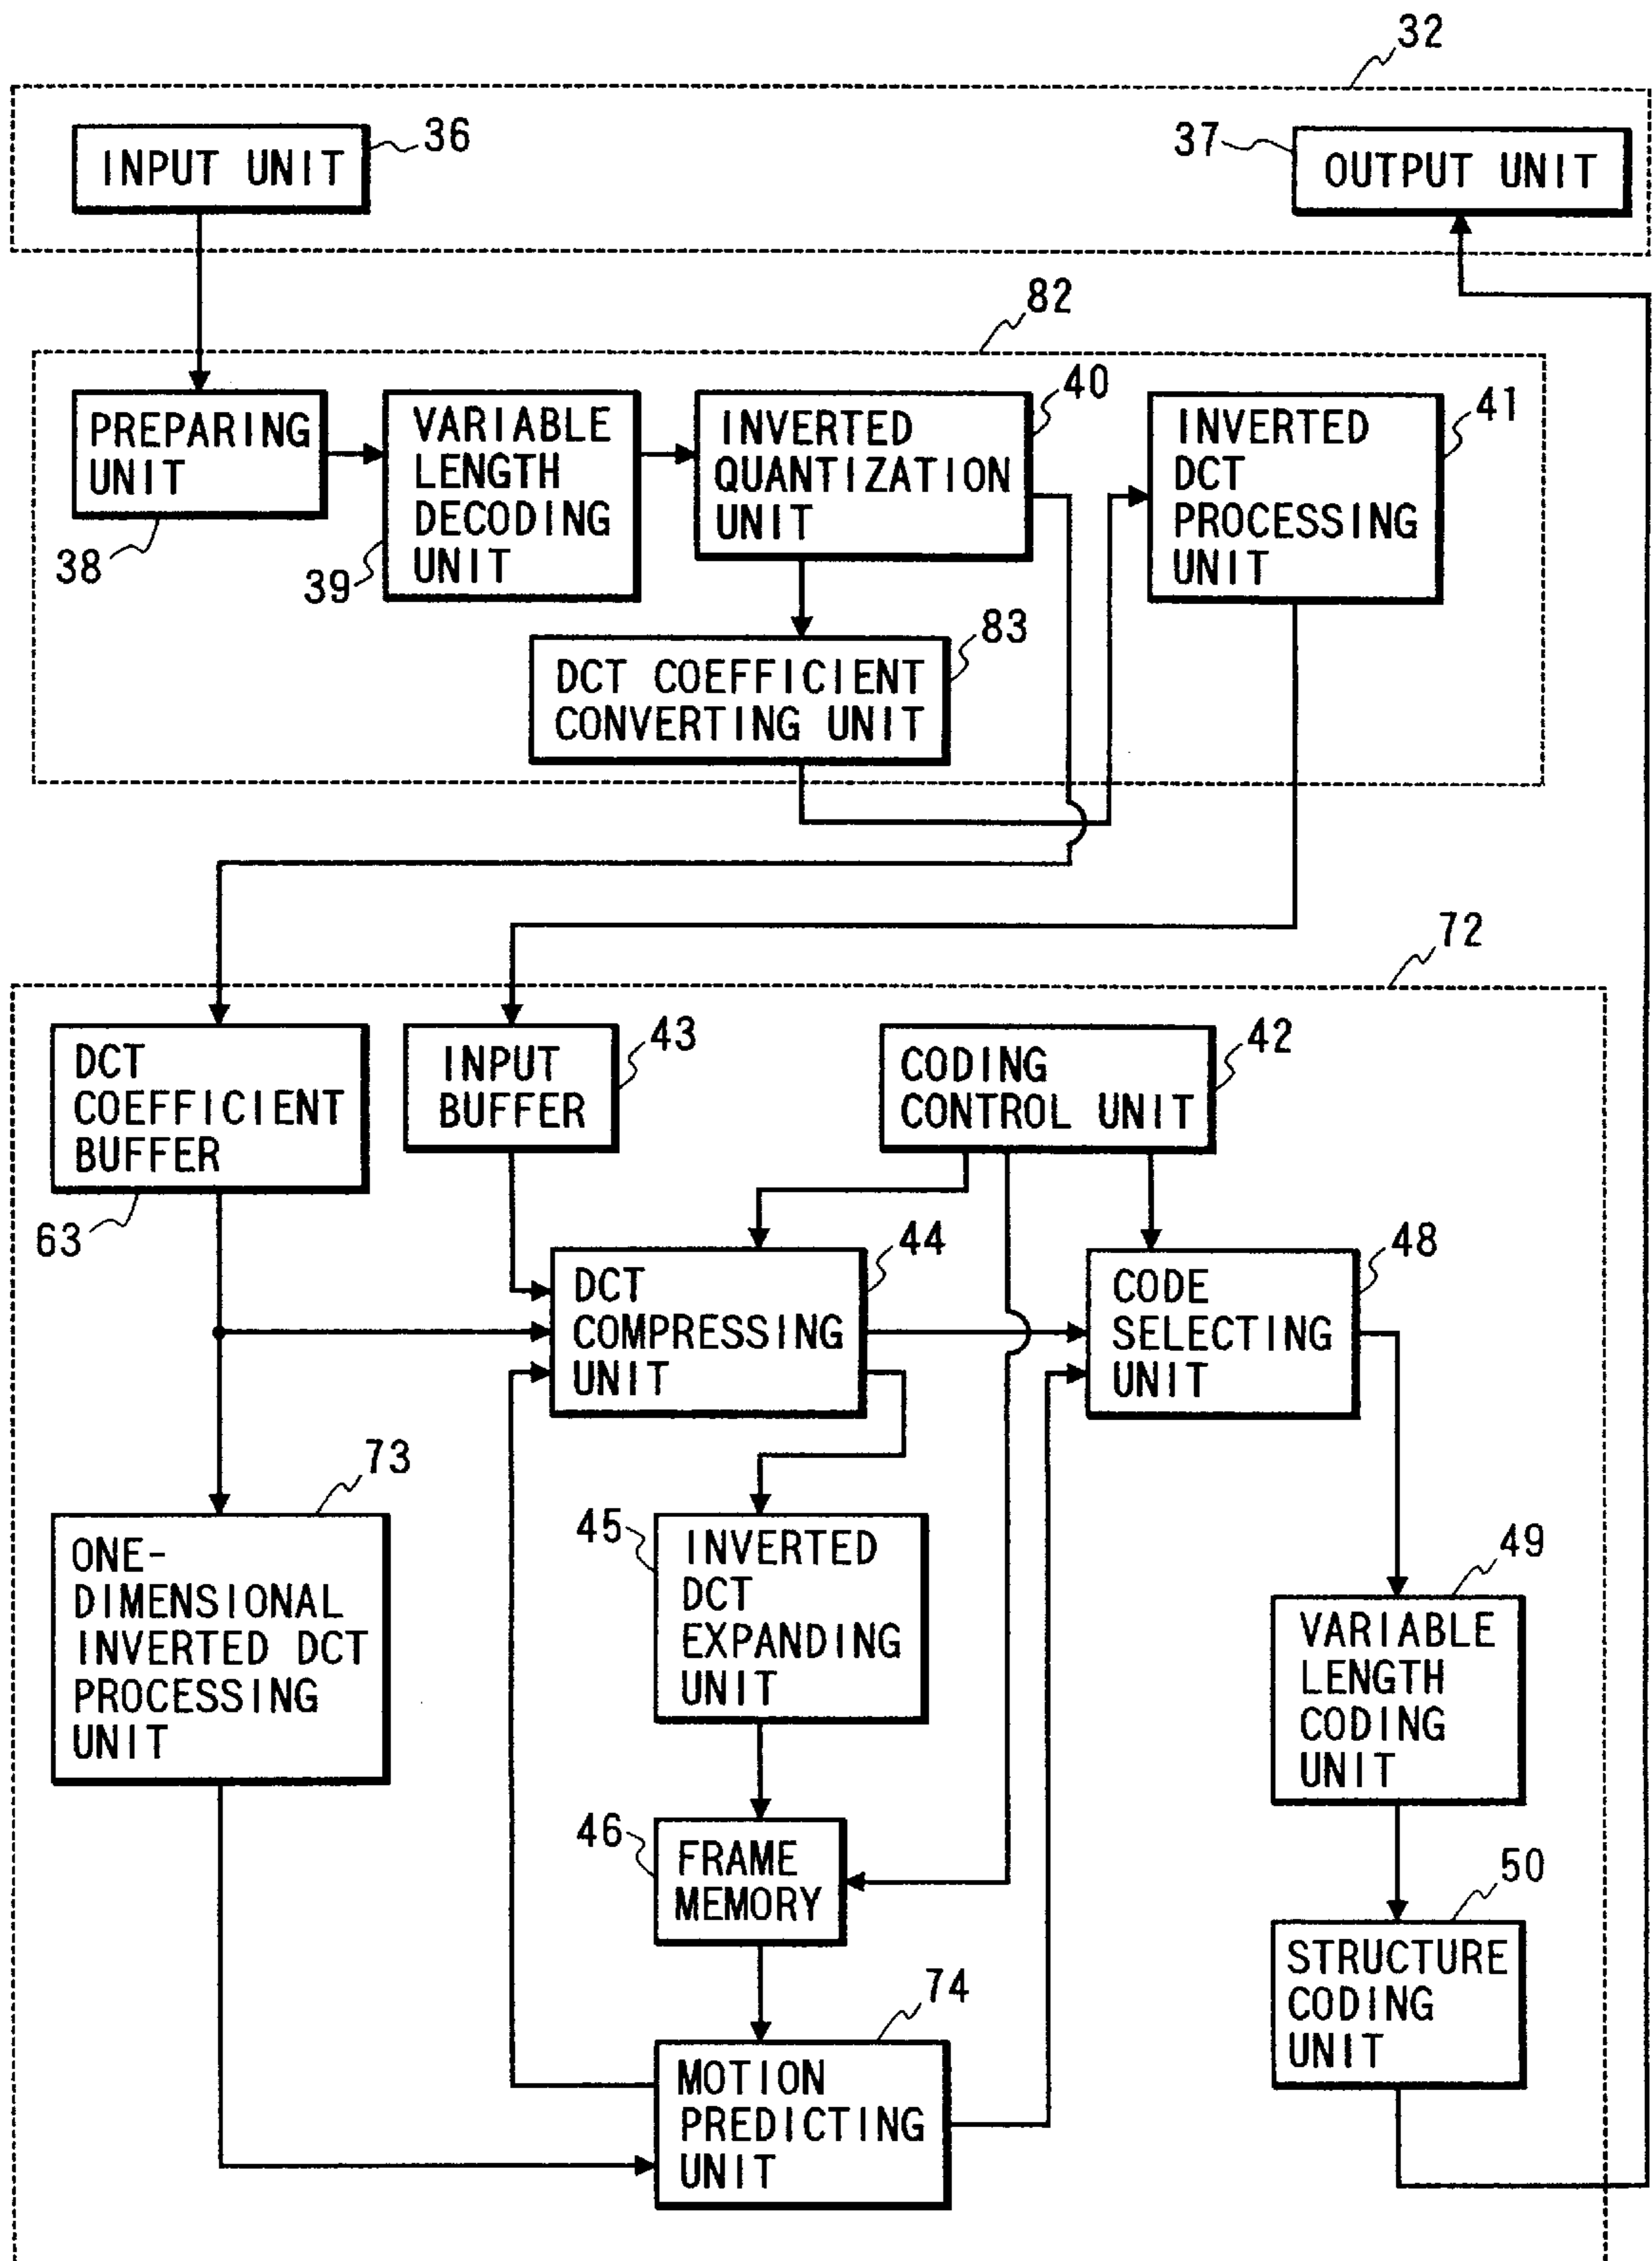 32
INPUT UNIT
36
37
OUTPUT UNIT
82
PREPARING
UNIT
38
VARIABLE
LENGTH
DECODING
UNIT
39
INVERTED
QUANTIZATION
UNIT
40
INVERTED
DCT
PROCESSING
UNIT
41
DCT COEFFICIENT
CONVERTING UNIT
83
72
DCT
COEFFICIENT
BUFFER
63
INPUT
BUFFER
43
CODING
CONTROL UNIT
42
DCT
COMPRESSING
UNIT
44
CODE
SELECTING
UNIT
48
ONE-
DIMENSIONAL
INVERTED DCT
PROCESSING
UNIT
73
45
INVERTED
DCT
EXPANDING
UNIT
49
VARIABLE
LENGTH
CODING
UNIT
46
FRAME
MEMORY
50
STRUCTURE
CODING
UNIT
74
MOTION
PREDICTING
UNIT